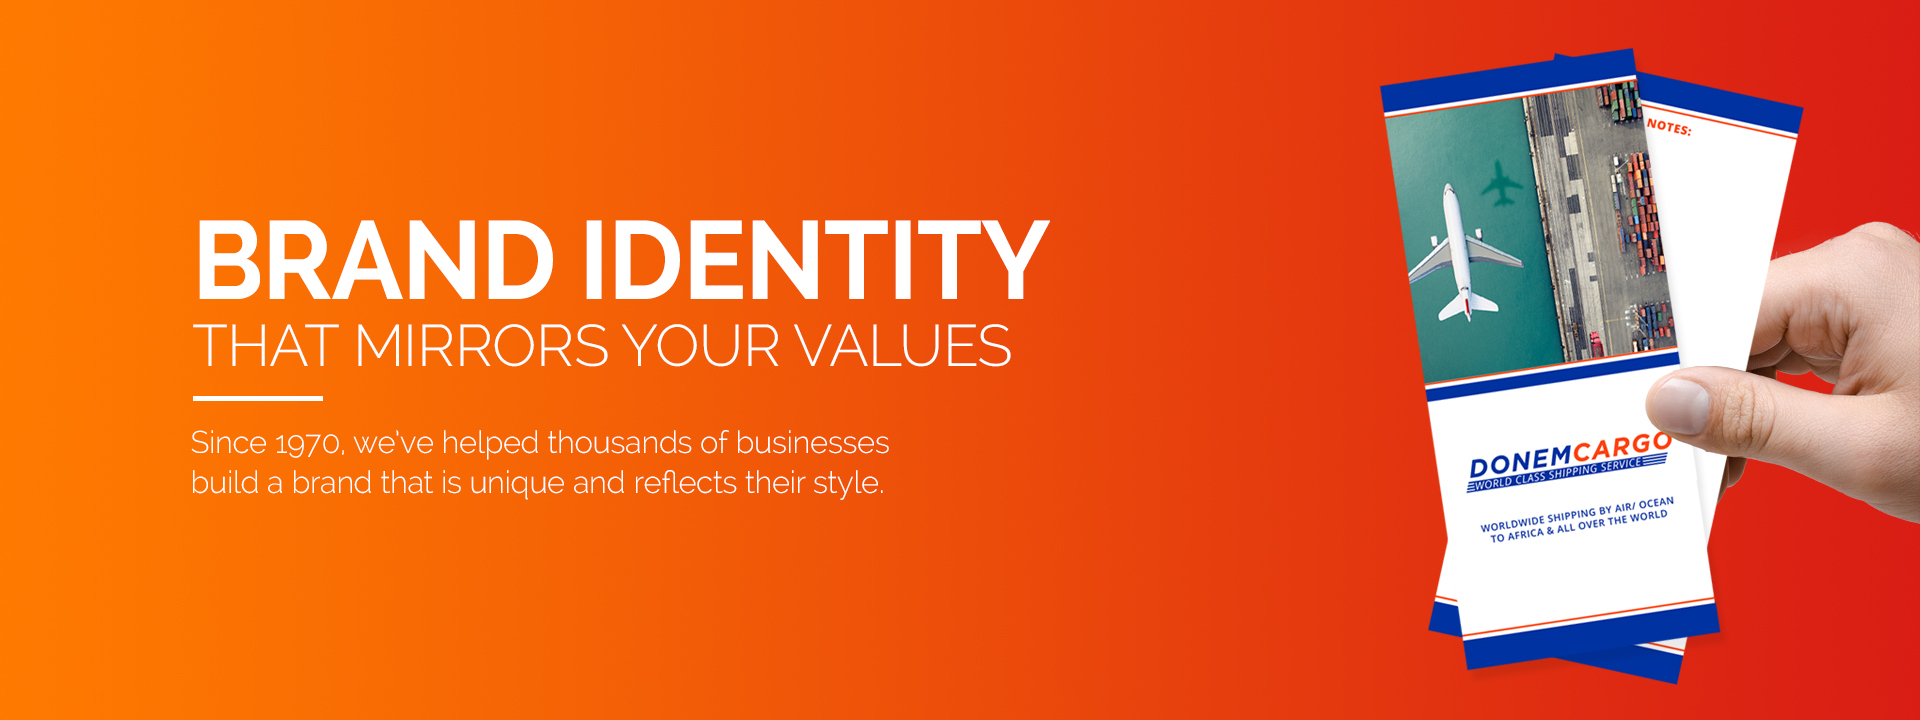 BRAND IDENTITY
THAT MIRRORS YOUR VALUES
Since 1970, we've helped thousands of businesses
build a brand that is unique and reflects their style.
NOTES:
DONEMCARGO
WORLD CLASS SHIPPING SERVICE
WORLDWIDE SHIPPING BY AIR/ OCEAN
TO AFRICA & ALL OVER THE WORLD